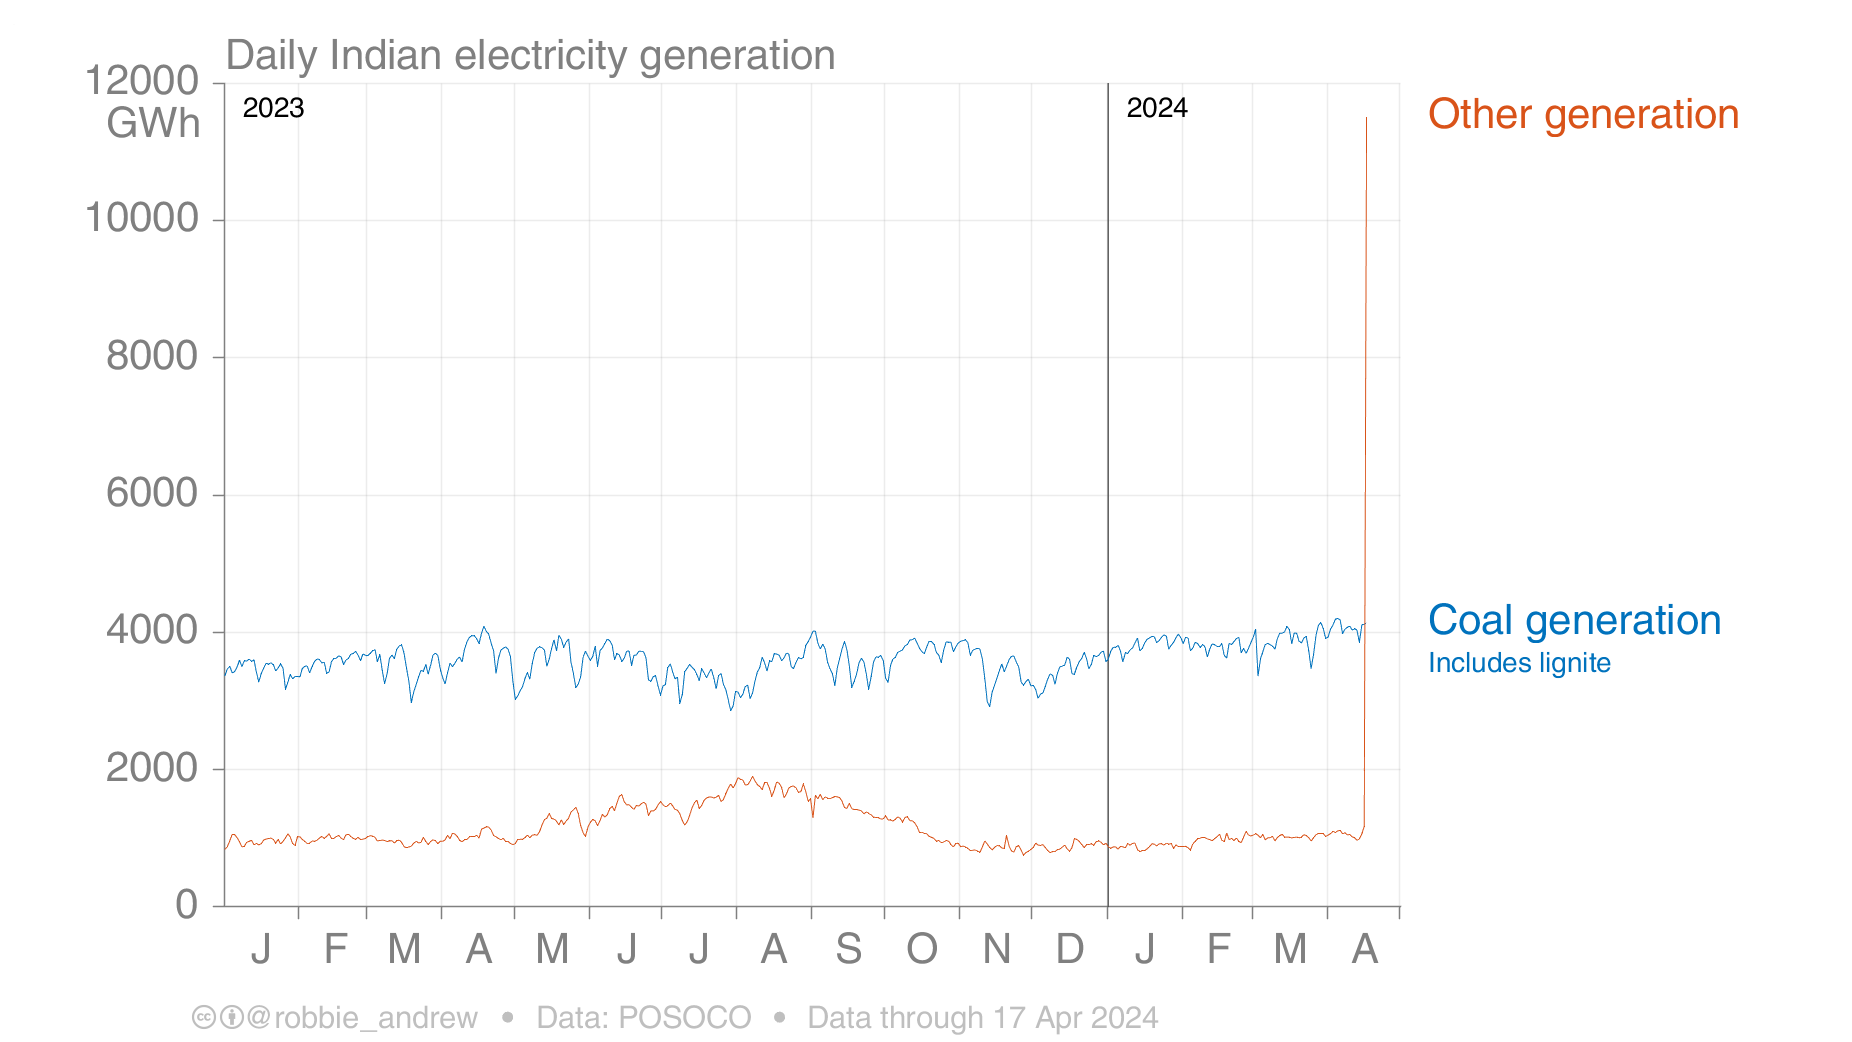 Daily Indian electricity generation
12000
GWh
2023
2024
Other generation
10000
8000
6000
4000
Coal generation
Includes lignite
2000
0
J F M A M J J A S O N D J F M A
cc @robbie_andrew • Data: POSOCO • Data through 17 Apr 2024